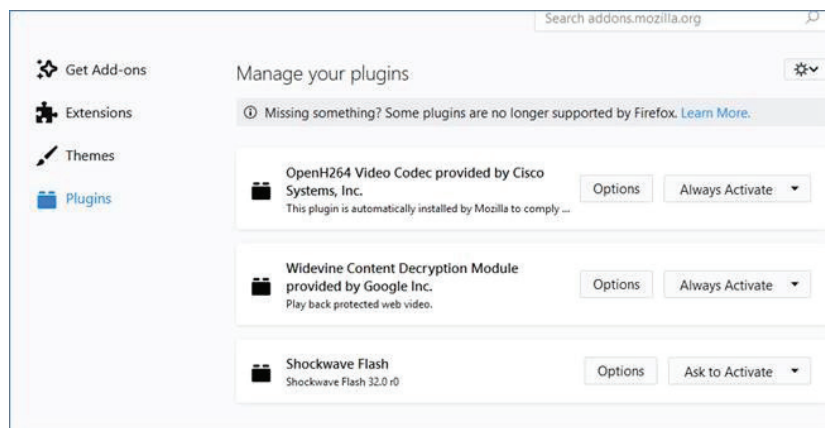 Search addons.mozilla.org
Get Add-ons
Extensions
Themes
Plugins
Manage your plugins
Missing something? Some plugins are no longer supported by Firefox. Learn More.
OpenH264 Video Codec provided by Cisco
Systems, Inc.
This plugin is automatically installed by Mozilla to comply ...
Options
Always Activate
Widevine Content Decryption Module
provided by Google Inc.
Play back protected web video.
Options
Always Activate
Shockwave Flash
Shockwave Flash 32.0 r0
Options
Ask to Activate